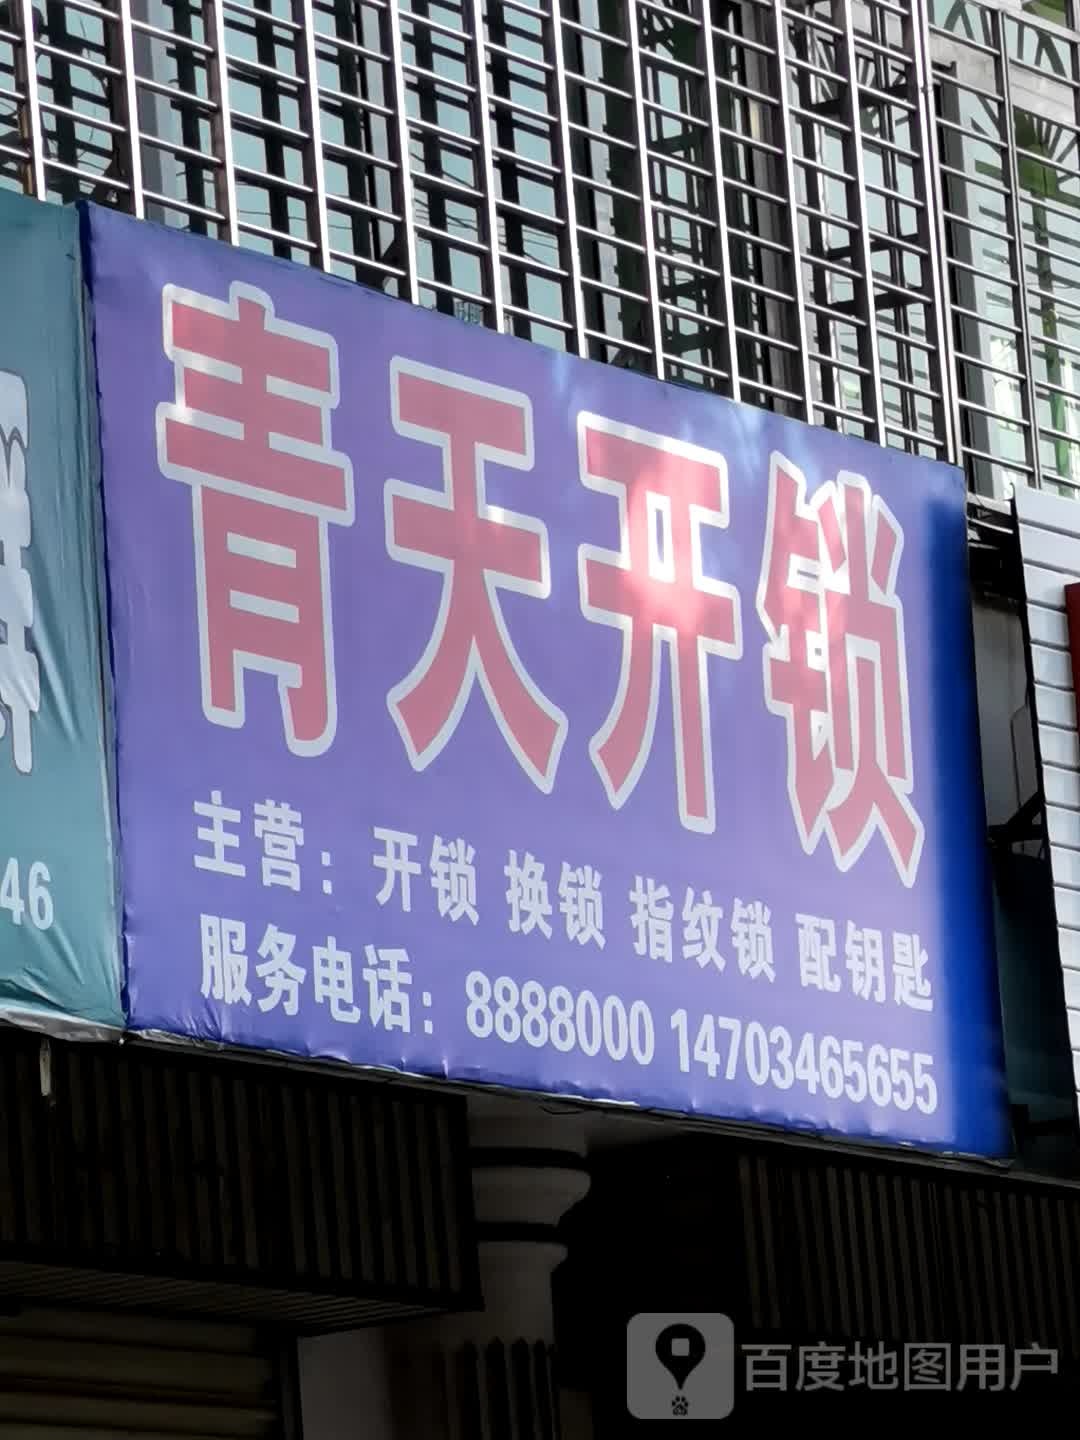 青天开锁
主营：开锁 换锁 指纹锁 配钥匙
服务电话：8888000 14703465655
46
百度地图用户